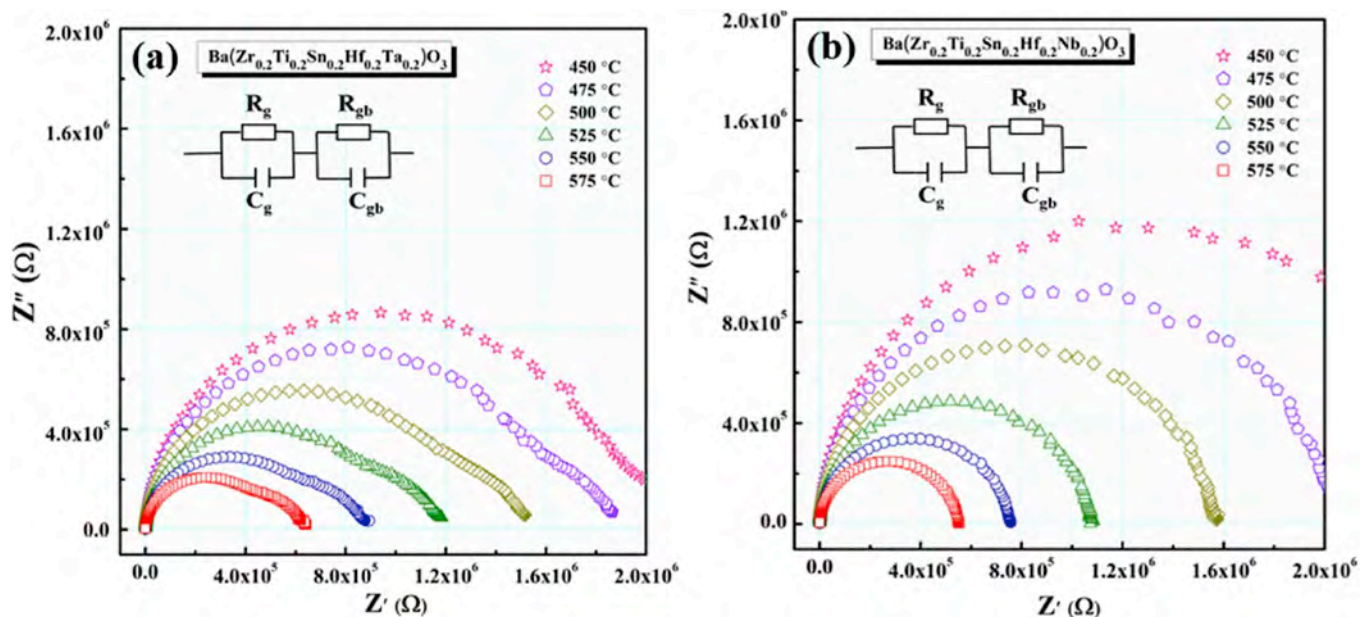 (a)
Ba(Zr0.2Ti0.2Sn0.2Hf0.2Ta0.2)O3
Rg
Rgb
Cg
Cgb
450 °C
475 °C
500 °C
525 °C
550 °C
575 °C
2.0x10^6
1.6x10^6
1.2x10^6
8.0x10^5
4.0x10^5
0.0
Z" (Ω)
0.0
4.0x10^5
8.0x10^5
1.2x10^6
1.6x10^6
2.0x10^6
Z' (Ω)
(b)
Ba(Zr0.2Ti0.2Sn0.2Hf0.2Nb0.2)O3
Rg
Rgb
Cg
Cgb
450 °C
475 °C
500 °C
525 °C
550 °C
575 °C
1.6x10^6
1.2x10^6
8.0x10^5
4.0x10^5
0.0
Z" (Ω)
0.0
4.0x10^5
8.0x10^5
1.2x10^6
1.6x10^6
2.0x10^6
Z' (Ω)